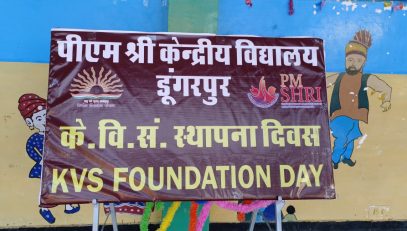 पीएम श्री केन्द्रीय विद्यालय
डूंगरपुर
PM
SHRI
के.वि.सं. स्थापना दिवस
KVS FOUNDATION DAY